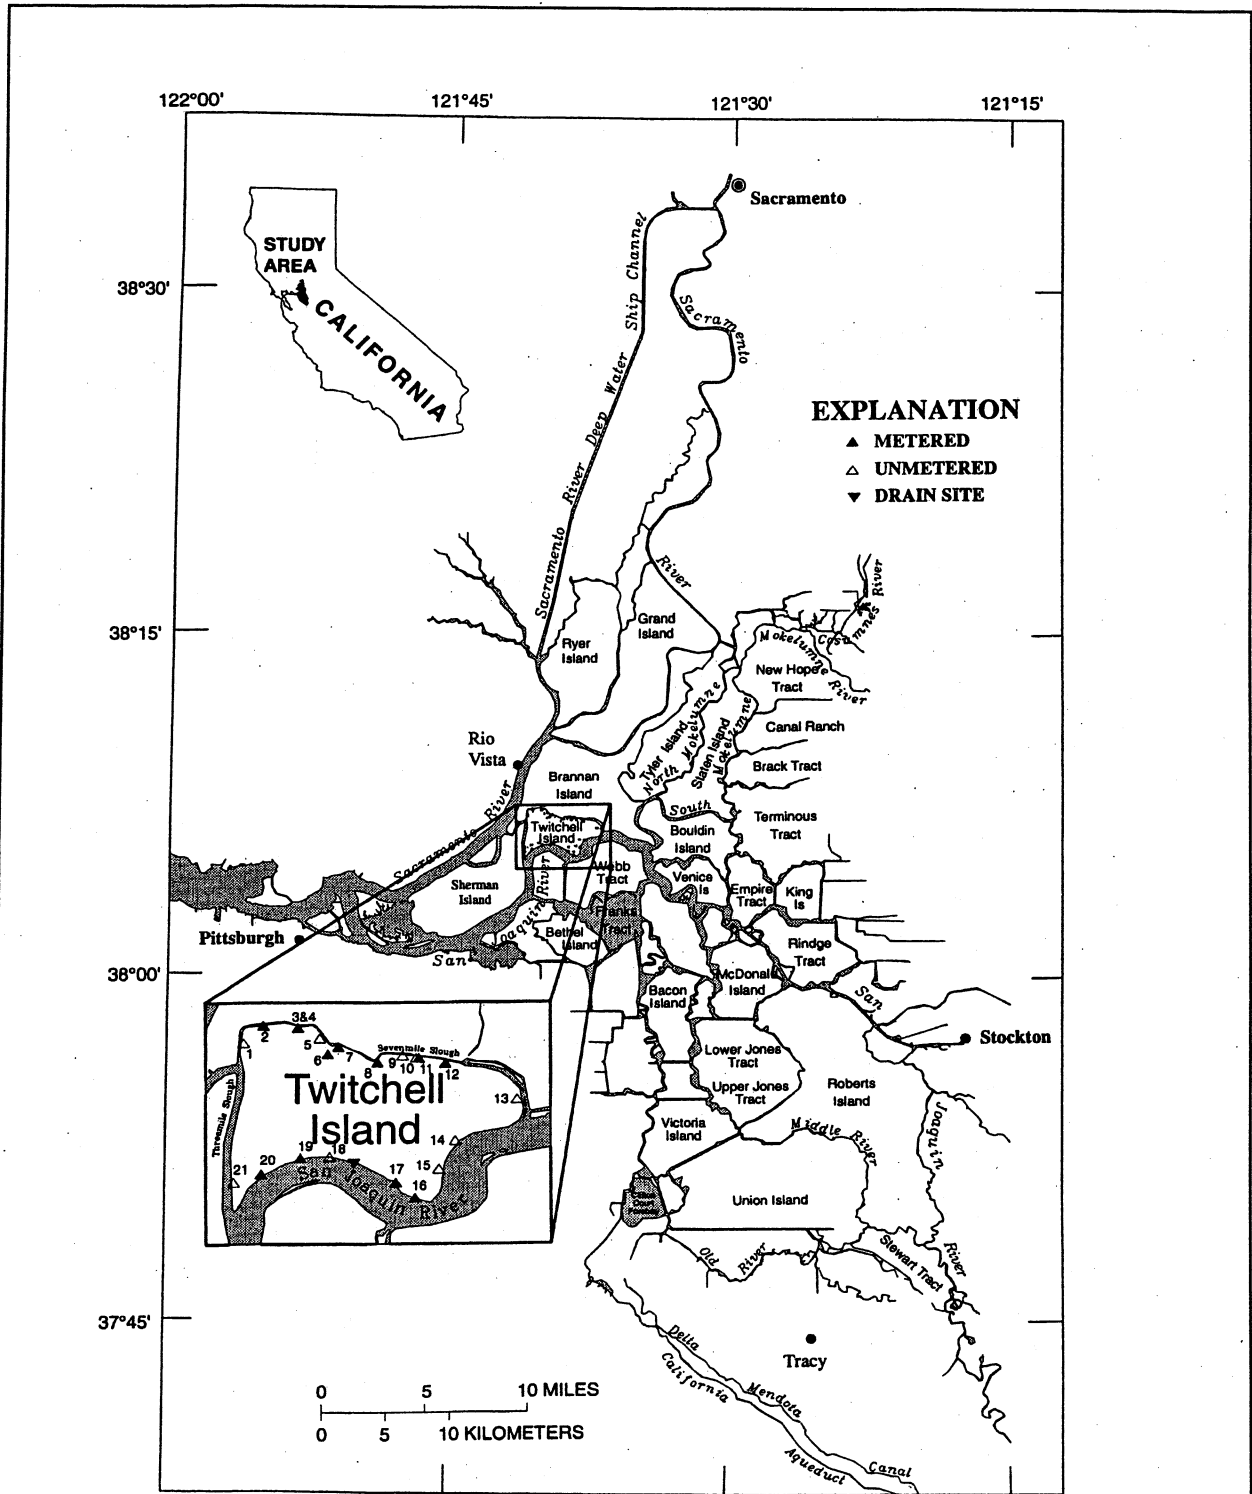 122°00'
121°45'
121°30'
121°15'
Sacramento
STUDY
AREA
CALIFORNIA
38°30'
Sacramento River Deep Water Ship Channel
Sacramento
River
EXPLANATION
METERED
UNMETERED
DRAIN SITE
38°15'
Ryer
Island
Grand
Island
Cosumnes River
Mokelumne River
New Hope
Tract
Canal Ranch
Brack Tract
Tyler Island
North Mokelumne
Staten Island
South
Mokelumne
Rio
Vista
Brannan
Island
Terminous
Tract
Bouldin
Island
Twitchell
Island
Sacramento River
Sherman
Island
Webb
Tract
Venice
Is
Empire
Tract
King
Is
Franks
Tract
Bethel
Island
San Joaquin River
Pittsburgh
Rindge
Tract
38°00'
McDonald
Island
Bacon
Island
San
Stockton
Lower Jones
Tract
Upper Jones
Tract
Roberts
Island
Victoria
Island
Middle River
Joaquin
River
Union Island
Stewart Tract
Old River
3&4
2
1
5
6
7
8
9
10
11
12
13
14
15
16
17
18
19
20
21
Sevenmile Slough
Threemile Slough
Twitchell
Island
San Joaquin River
37°45'
Tracy
Delta Mendota Canal
California Aqueduct
0 5 10 MILES
0 5 10 KILOMETERS